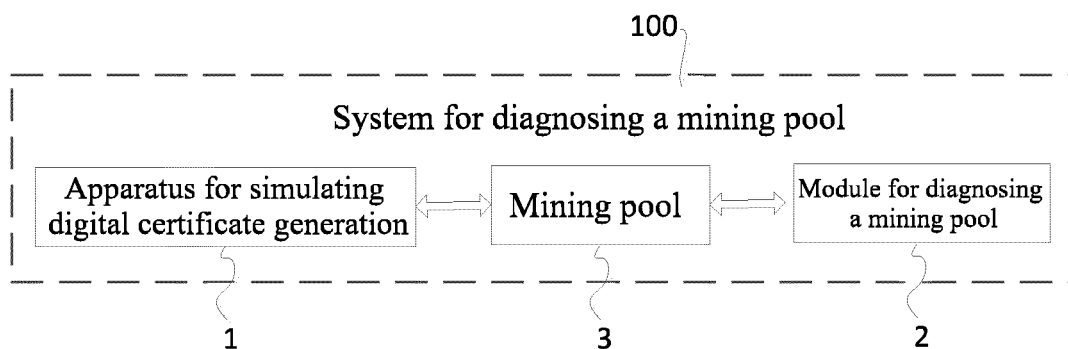 100
System for diagnosing a mining pool
Apparatus for simulating
digital certificate generation
Mining pool
Module for diagnosing
a mining pool
1
3
2